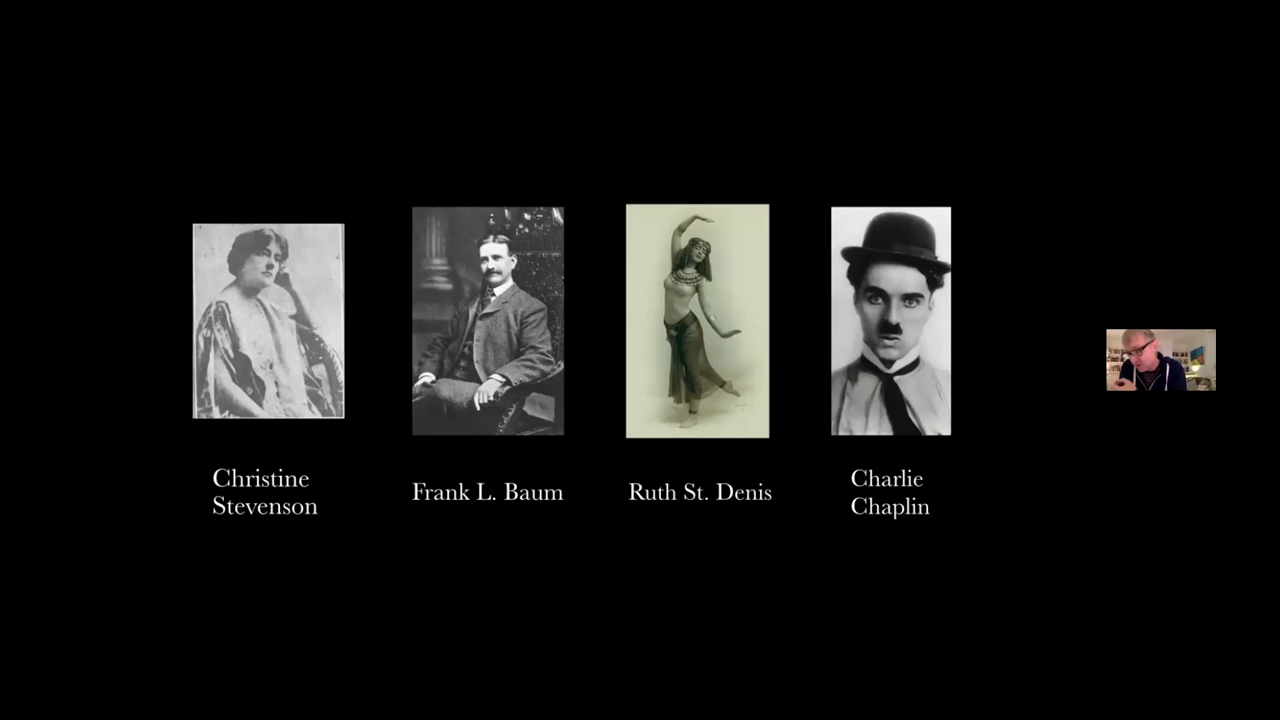 Christine
Stevenson
Frank L. Baum
Ruth St. Denis
Charlie
Chaplin